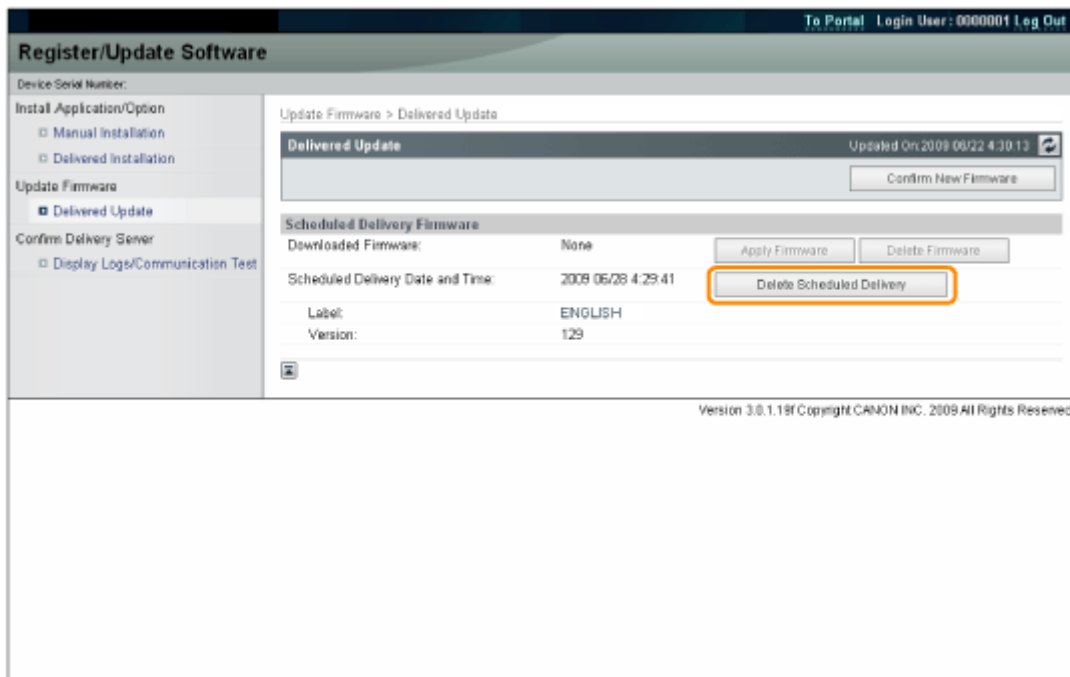 To Portal Login User : 0000001 Log Out
Register/Update Software
Device Serial Number:
Install Application/Option
Manual Installation
Delivered Installation
Update Firmware
Delivered Update
Confirm Delivery Server
Display Logs/Communication Test
Update Firmware > Delivered Update
Delivered Update Updated On:2009 06/22 4:30:13
Confirm New Firmware
Scheduled Delivery Firmware
Downloaded Firmware: None Apply Firmware Delete Firmware
Scheduled Delivery Date and Time: 2009 06/28 4:29:41 Delete Scheduled Delivery
Label: ENGLISH
Version: 129
Version 3.0.1.19f Copyright CANON INC. 2009 All Rights Reserved